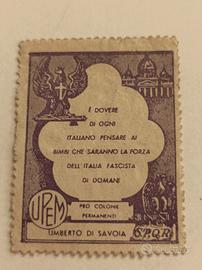 È DOVERE
DI OGNI
ITALIANO PENSARE AI
BIMBI CHE SARANNO LA FORZA
DELL'ITALIA FASCISTA
DI DOMANI
UPEM
PRO COLONIE
PERMANENTI
UMBERTO DI SAVOIA
S.P.Q.R.